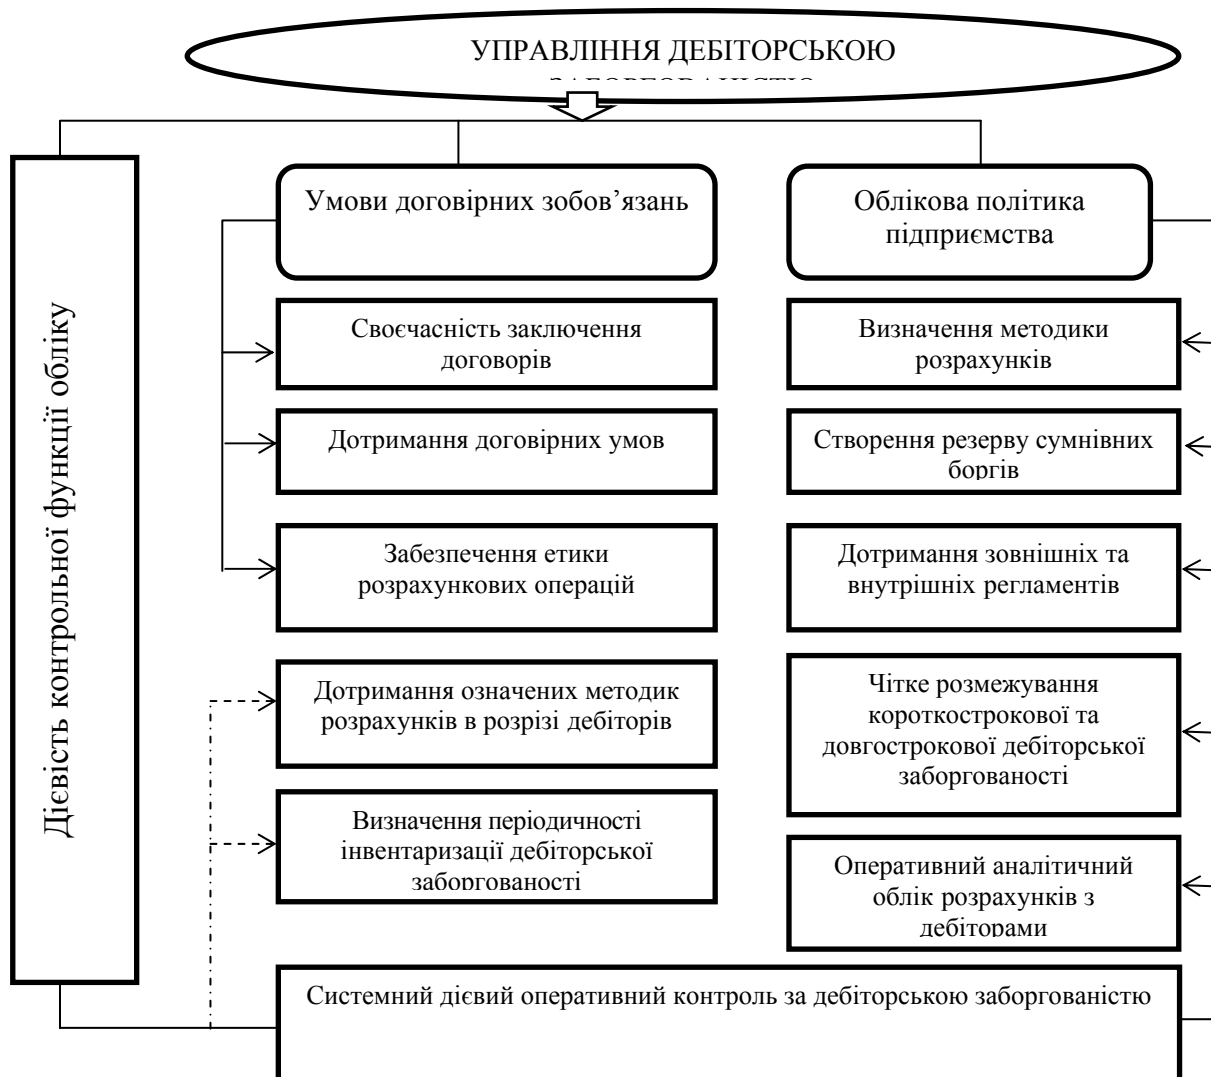 УПРАВЛІННЯ ДЕБІТОРСЬКОЮ
ЗАБОРГОВАНІСТЮ
Дієвість контрольної функції обліку
Умови договірних зобов’язань
Облікова політика
підприємства
Своєчасність заключення
договорів
Визначення методики
розрахунків
Дотримання договірних умов
Створення резерву сумнівних
боргів
Забезпечення етики
розрахункових операцій
Дотримання зовнішніх та
внутрішніх регламентів
Дотримання означених методик
розрахунків в розрізі дебіторів
Чітке розмежування
короткострокової та
довгострокової дебіторської
заборгованості
Визначення періодичності
інвентаризації дебіторської
заборгованості
Оперативний аналітичний
облік розрахунків з
дебіторами
Системний дієвий оперативний контроль за дебіторською заборгованістю